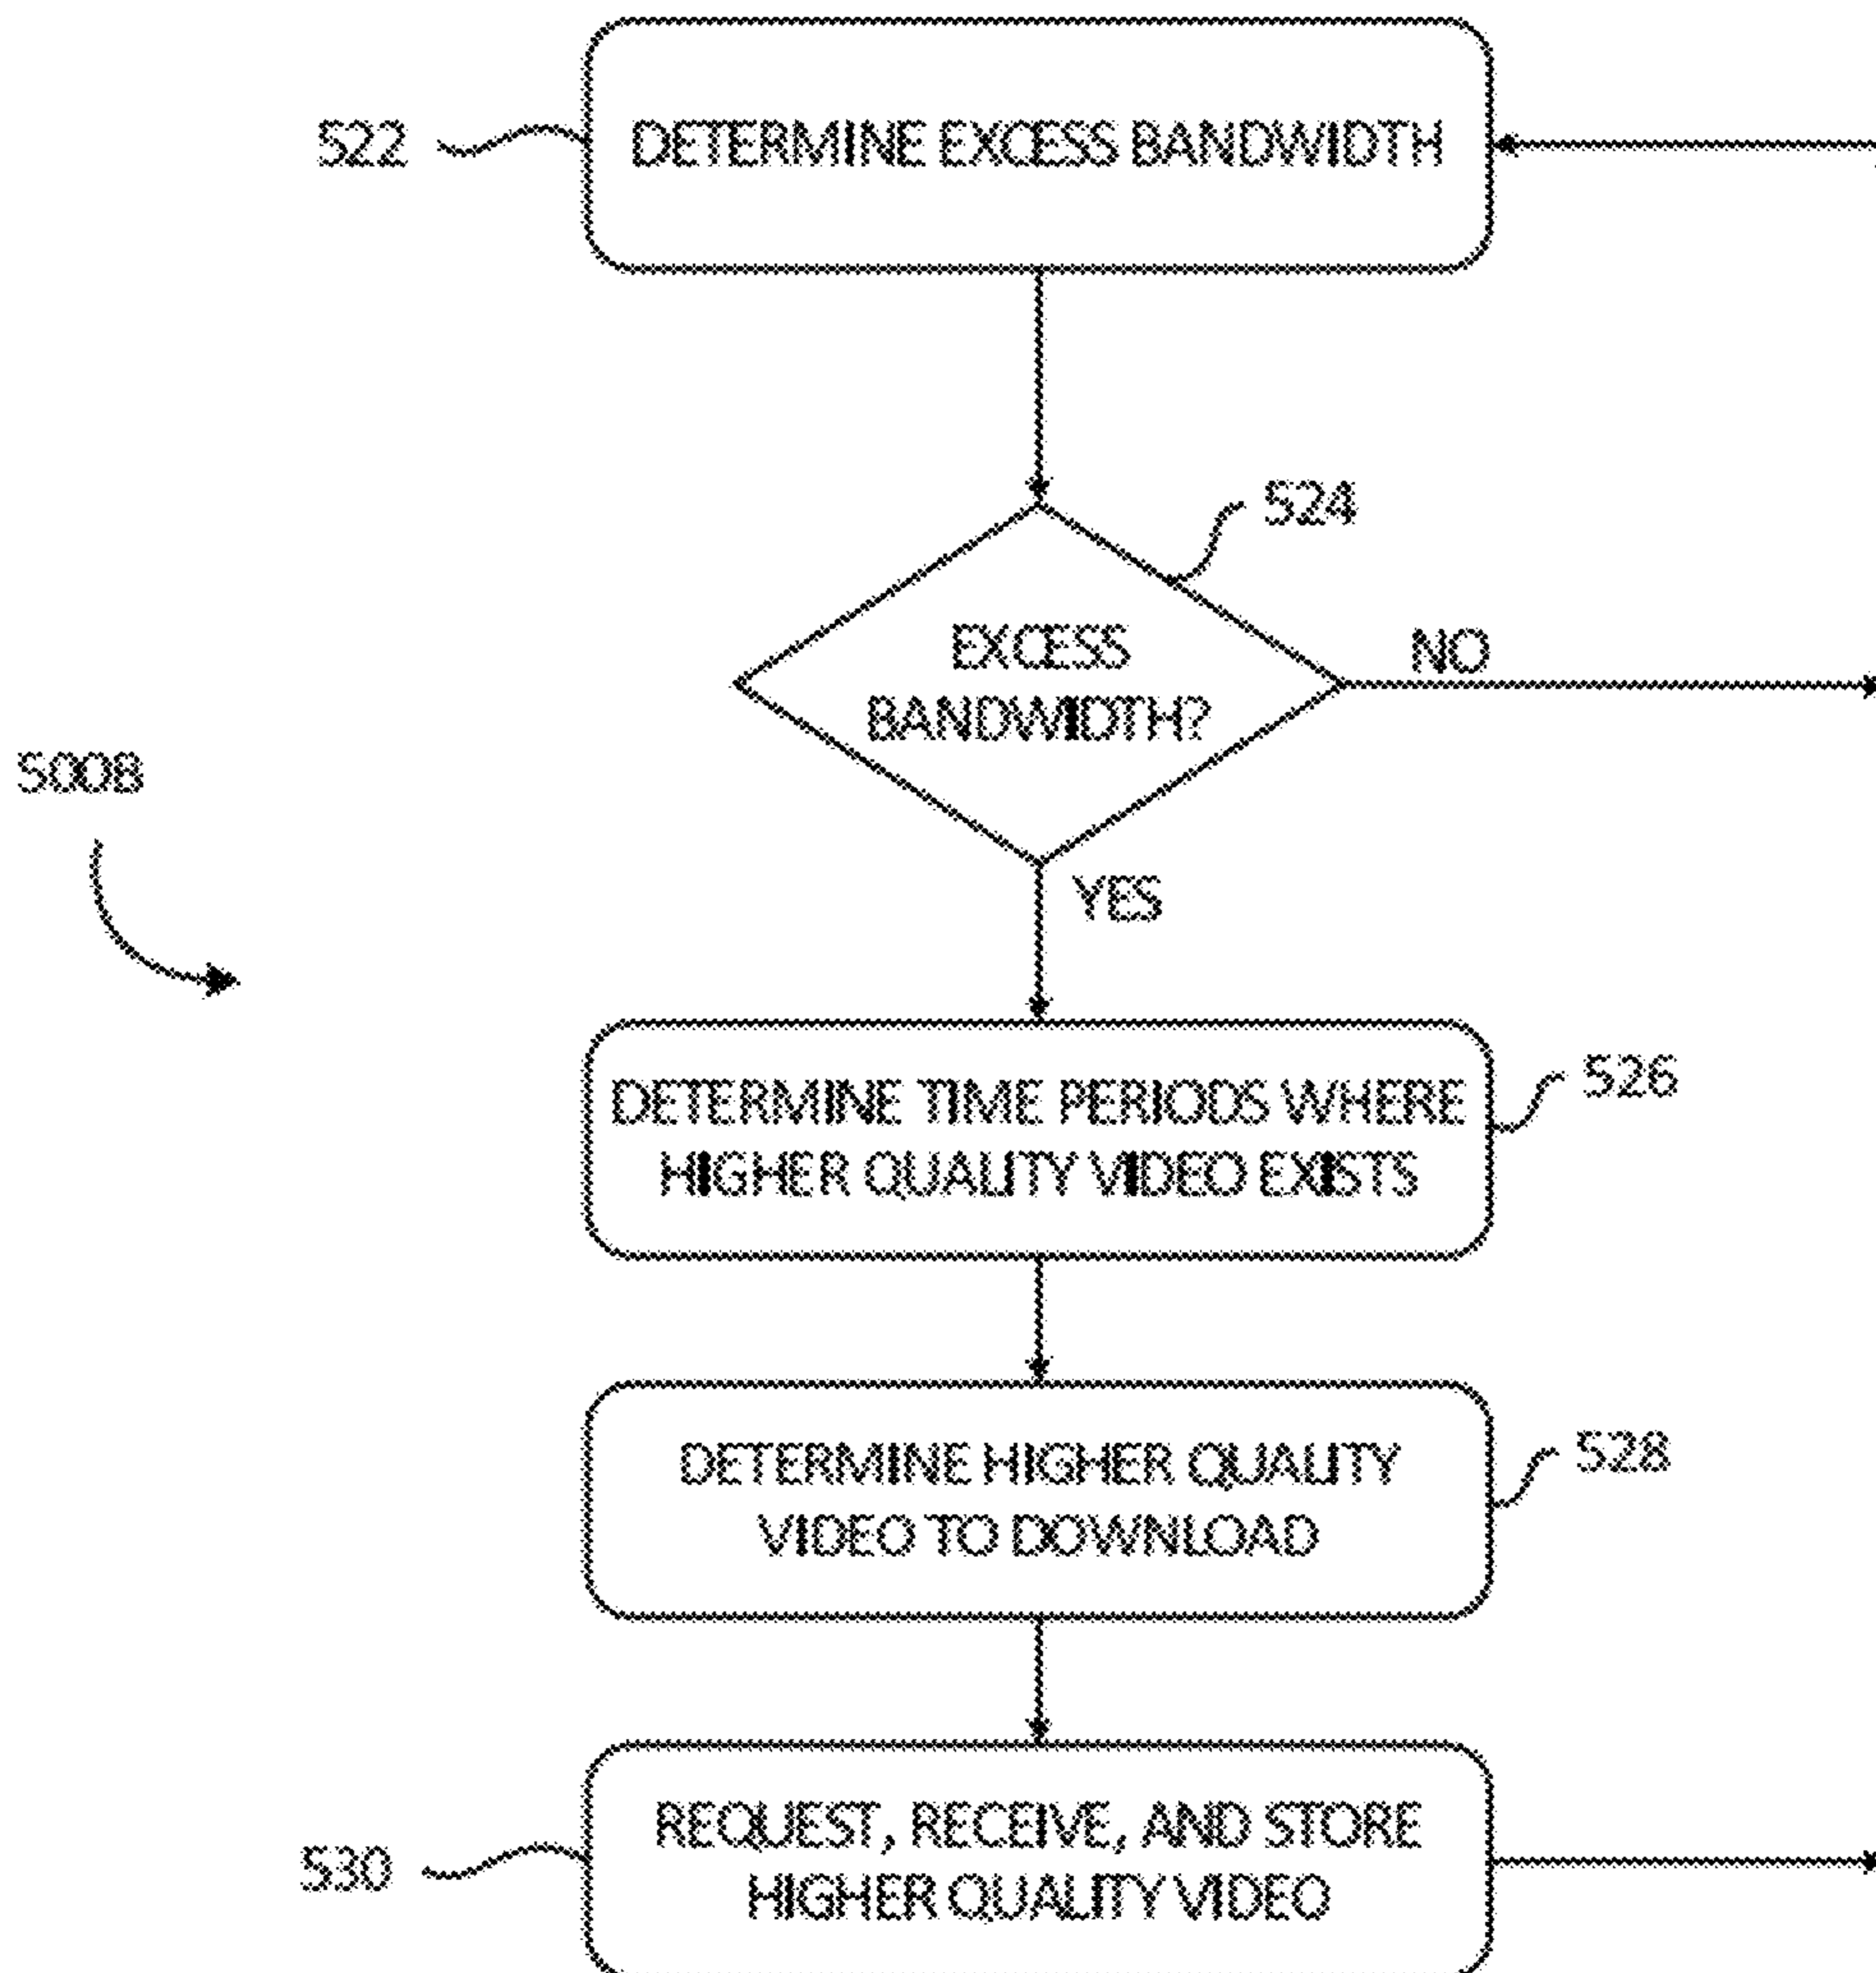 522
DETERMINE EXCESS BANDWIDTH
524
EXCESS
BANDWIDTH?
NO
500B
YES
DETERMINE TIME PERIODS WHERE
HIGHER QUALITY VIDEO EXISTS
526
DETERMINE HIGHER QUALITY
VIDEO TO DOWNLOAD
528
REQUEST, RECEIVE, AND STORE
HIGHER QUALITY VIDEO
530